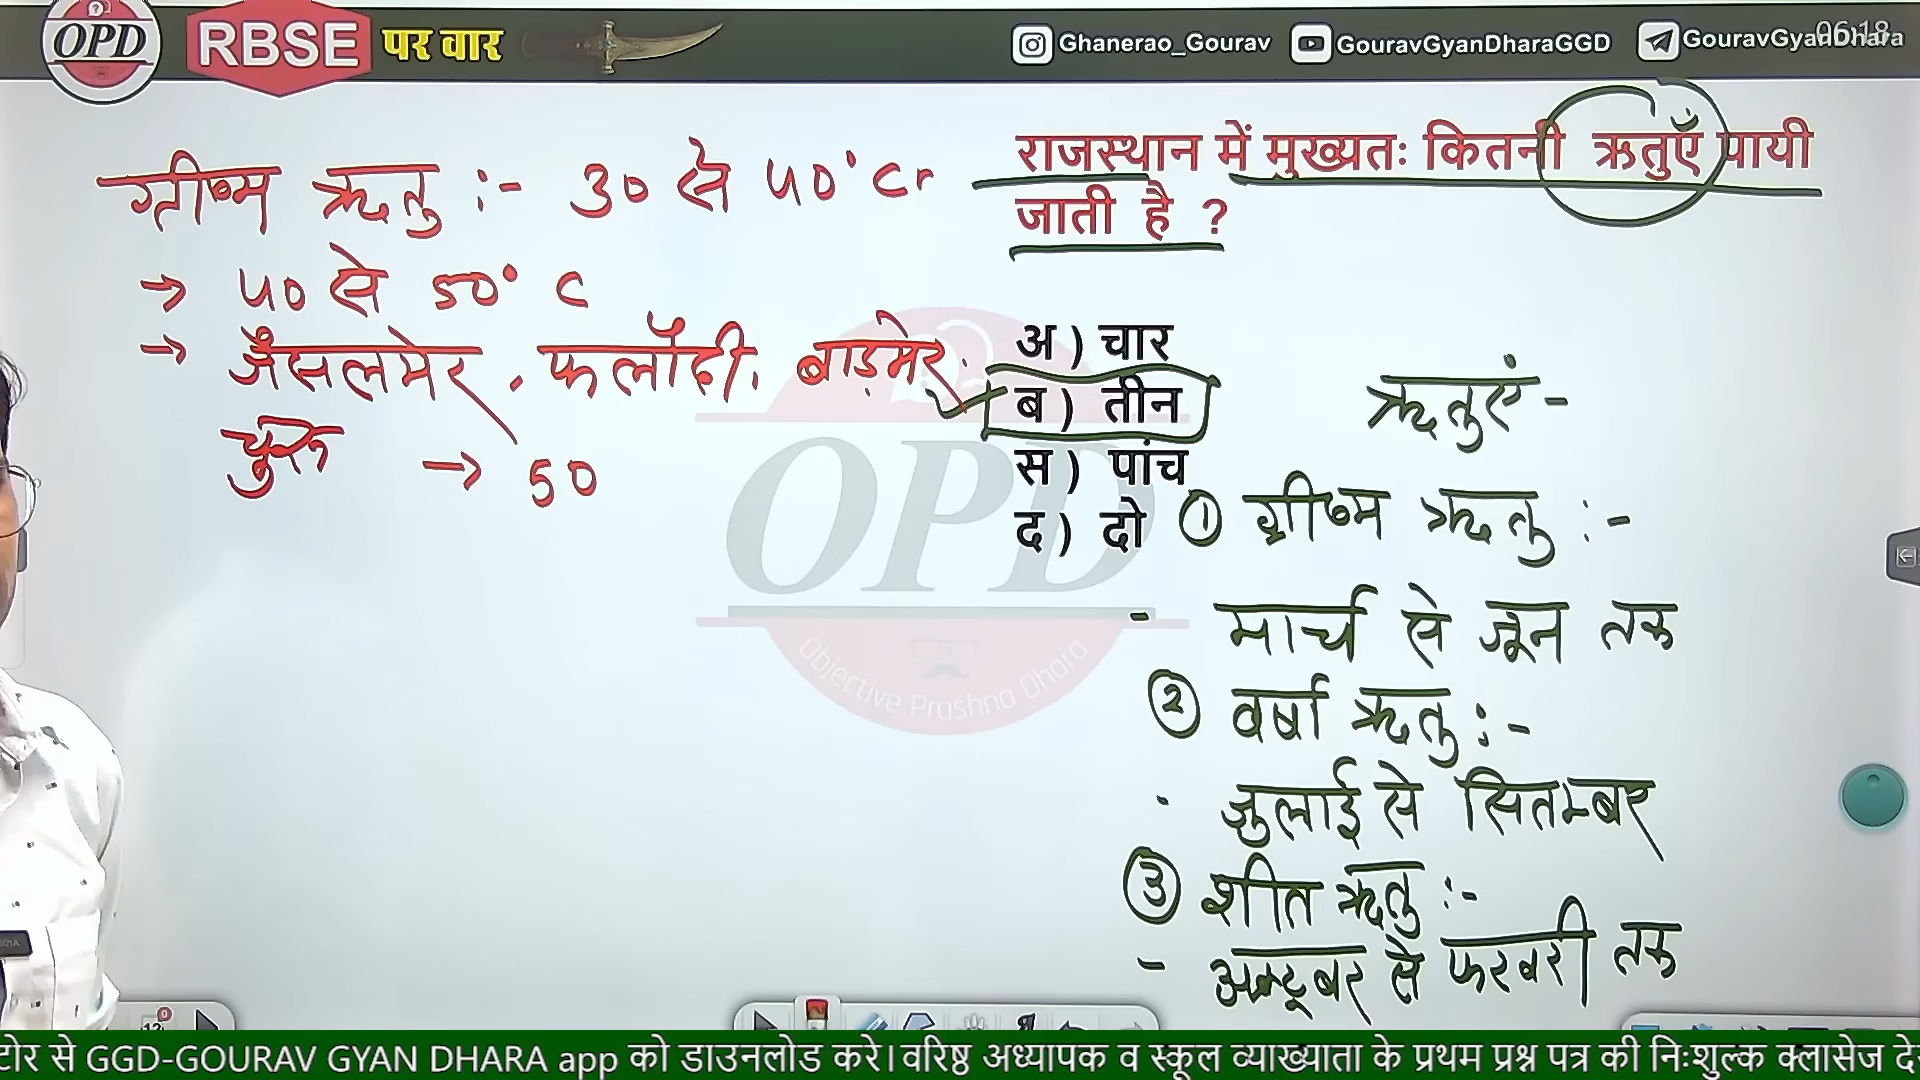 OPD RBSE पर वार Ghanerao_Gourav GouravGyanDharaGGD GouravGyanDhara 06:18
राजस्थान में मुख्यतः कितनी ऋतुएँ पायी
जाती है ?
अ ) चार
ब ) तीन
स ) पांच
द ) दो
ग्रीष्म ऋतु :- 30 से 40°C
→ 40 से 50° C
→ जैसलमेर, फलौदी, बाड़मेर
चुरू → 50
ऋतुएं -
① ग्रीष्म ऋतु :-
- मार्च से जून तक
② वर्षा ऋतु :-
- जुलाई से सितम्बर
③ शीत ऋतु :-
- अक्टूबर से फरवरी तक
OPD
Objective Prashna Dhara
टोर से GGD-GOURAV GYAN DHARA app को डाउनलोड करे।वरिष्ठ अध्यापक व स्कूल व्याख्याता के प्रथम प्रश्न पत्र की निःशुल्क क्लासेज